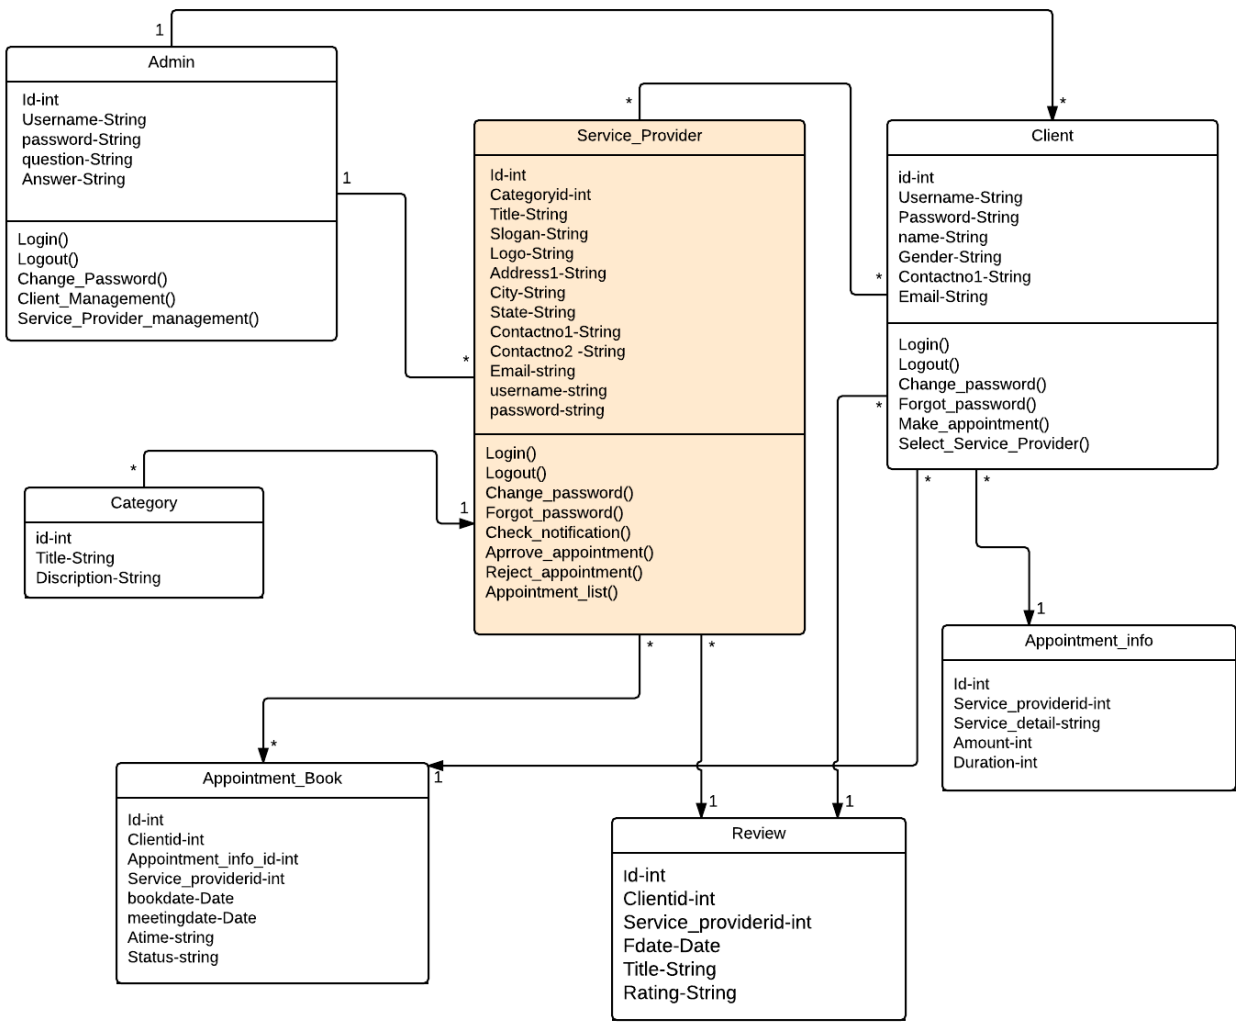 1
Admin
Id-int
Username-String
password-String
question-String
Answer-String
Login()
Logout()
Change_Password()
Client_Management()
Service_Provider_management()
1
*
*
Service_Provider
Id-int
Categoryid-int
Title-String
Slogan-String
Logo-String
Address1-String
City-String
State-String
Contactno1-String
Contactno2 -String
Email-string
username-string
password-string
Login()
Logout()
Change_password()
Forgot_password()
Check_notification()
Aprrove_appointment()
Reject_appointment()
Appointment_list()
*
Client
id-int
Username-String
Password-String
name-String
Gender-String
Contactno1-String
Email-String
*
Login()
Logout()
Change_password()
Forgot_password()
Make_appointment()
Select_Service_Provider()
*
*
*
*
Category
id-int
Title-String
Discription-String
1
*
*
1
Appointment_info
Id-int
Service_providerid-int
Service_detail-string
Amount-int
Duration-int
*
1
Appointment_Book
Id-int
Clientid-int
Appointment_info_id-int
Service_providerid-int
bookdate-Date
meetingdate-Date
Atime-string
Status-string
1
1
Review
Id-int
Clientid-int
Service_providerid-int
Fdate-Date
Title-String
Rating-String